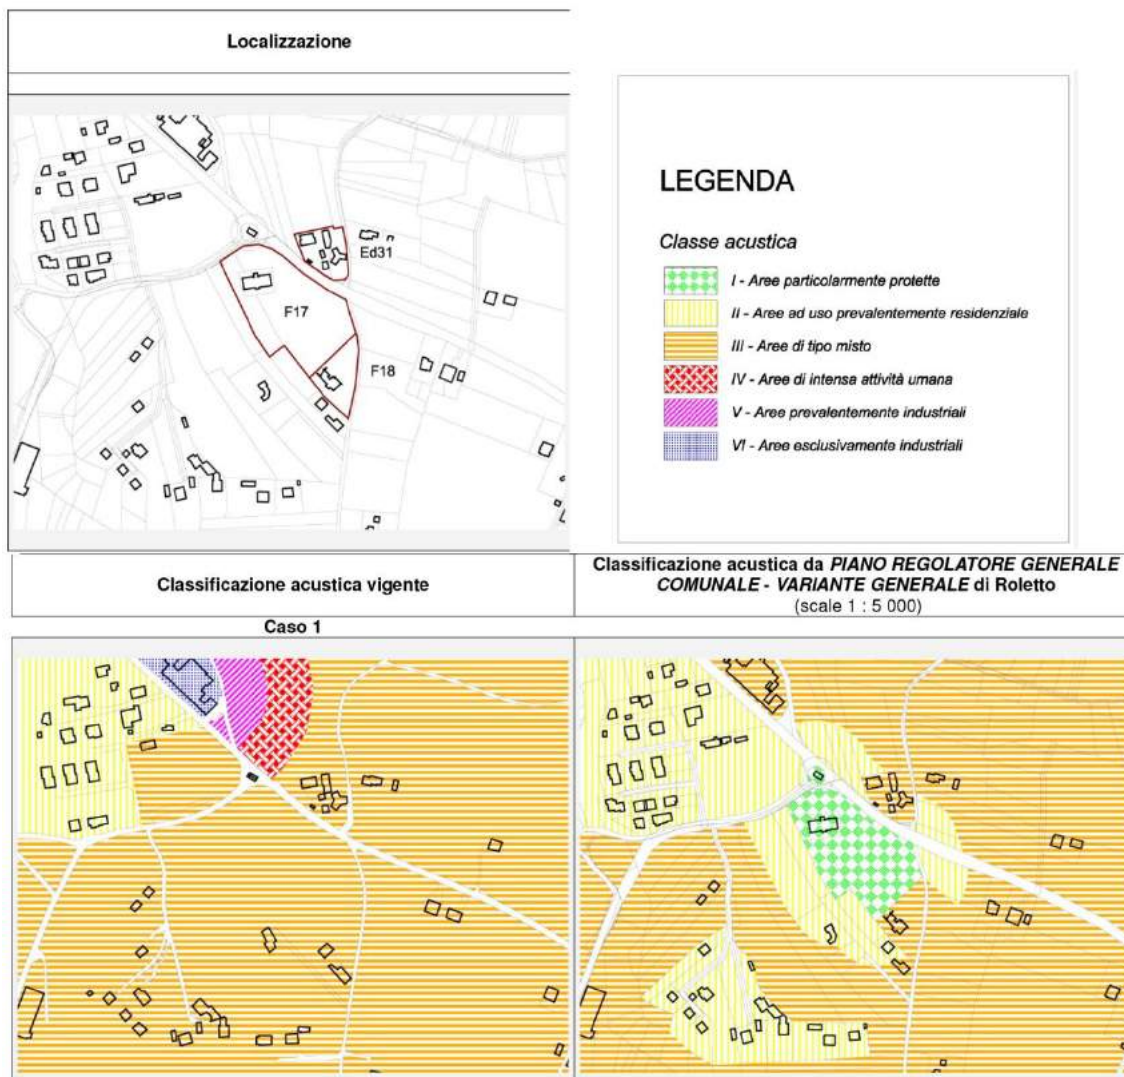 Localizzazione
Ed31
F17
F18
LEGENDA
Classe acustica
I - Aree particolarmente protette
II - Aree ad uso prevalentemente residenziale
III - Aree di tipo misto
IV - Aree di intensa attività umana
V - Aree prevalentemente industriali
VI - Aree esclusivamente industriali
Classificazione acustica vigente
Classificazione acustica da PIANO REGOLATORE GENERALE
COMUNALE - VARIANTE GENERALE di Roletto
(scale 1 : 5 000)
Caso 1